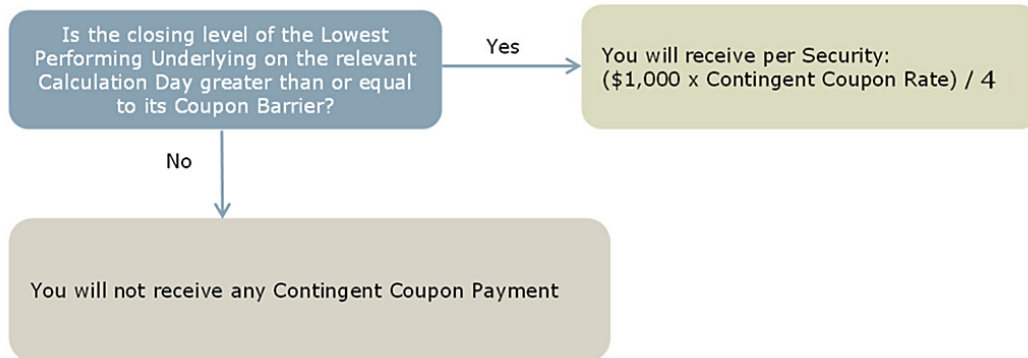 Is the closing level of the Lowest
Performing Underlying on the relevant
Calculation Day greater than or equal
to its Coupon Barrier?
Yes
You will receive per Security:
($1,000 x Contingent Coupon Rate) / 4
No
You will not receive any Contingent Coupon Payment